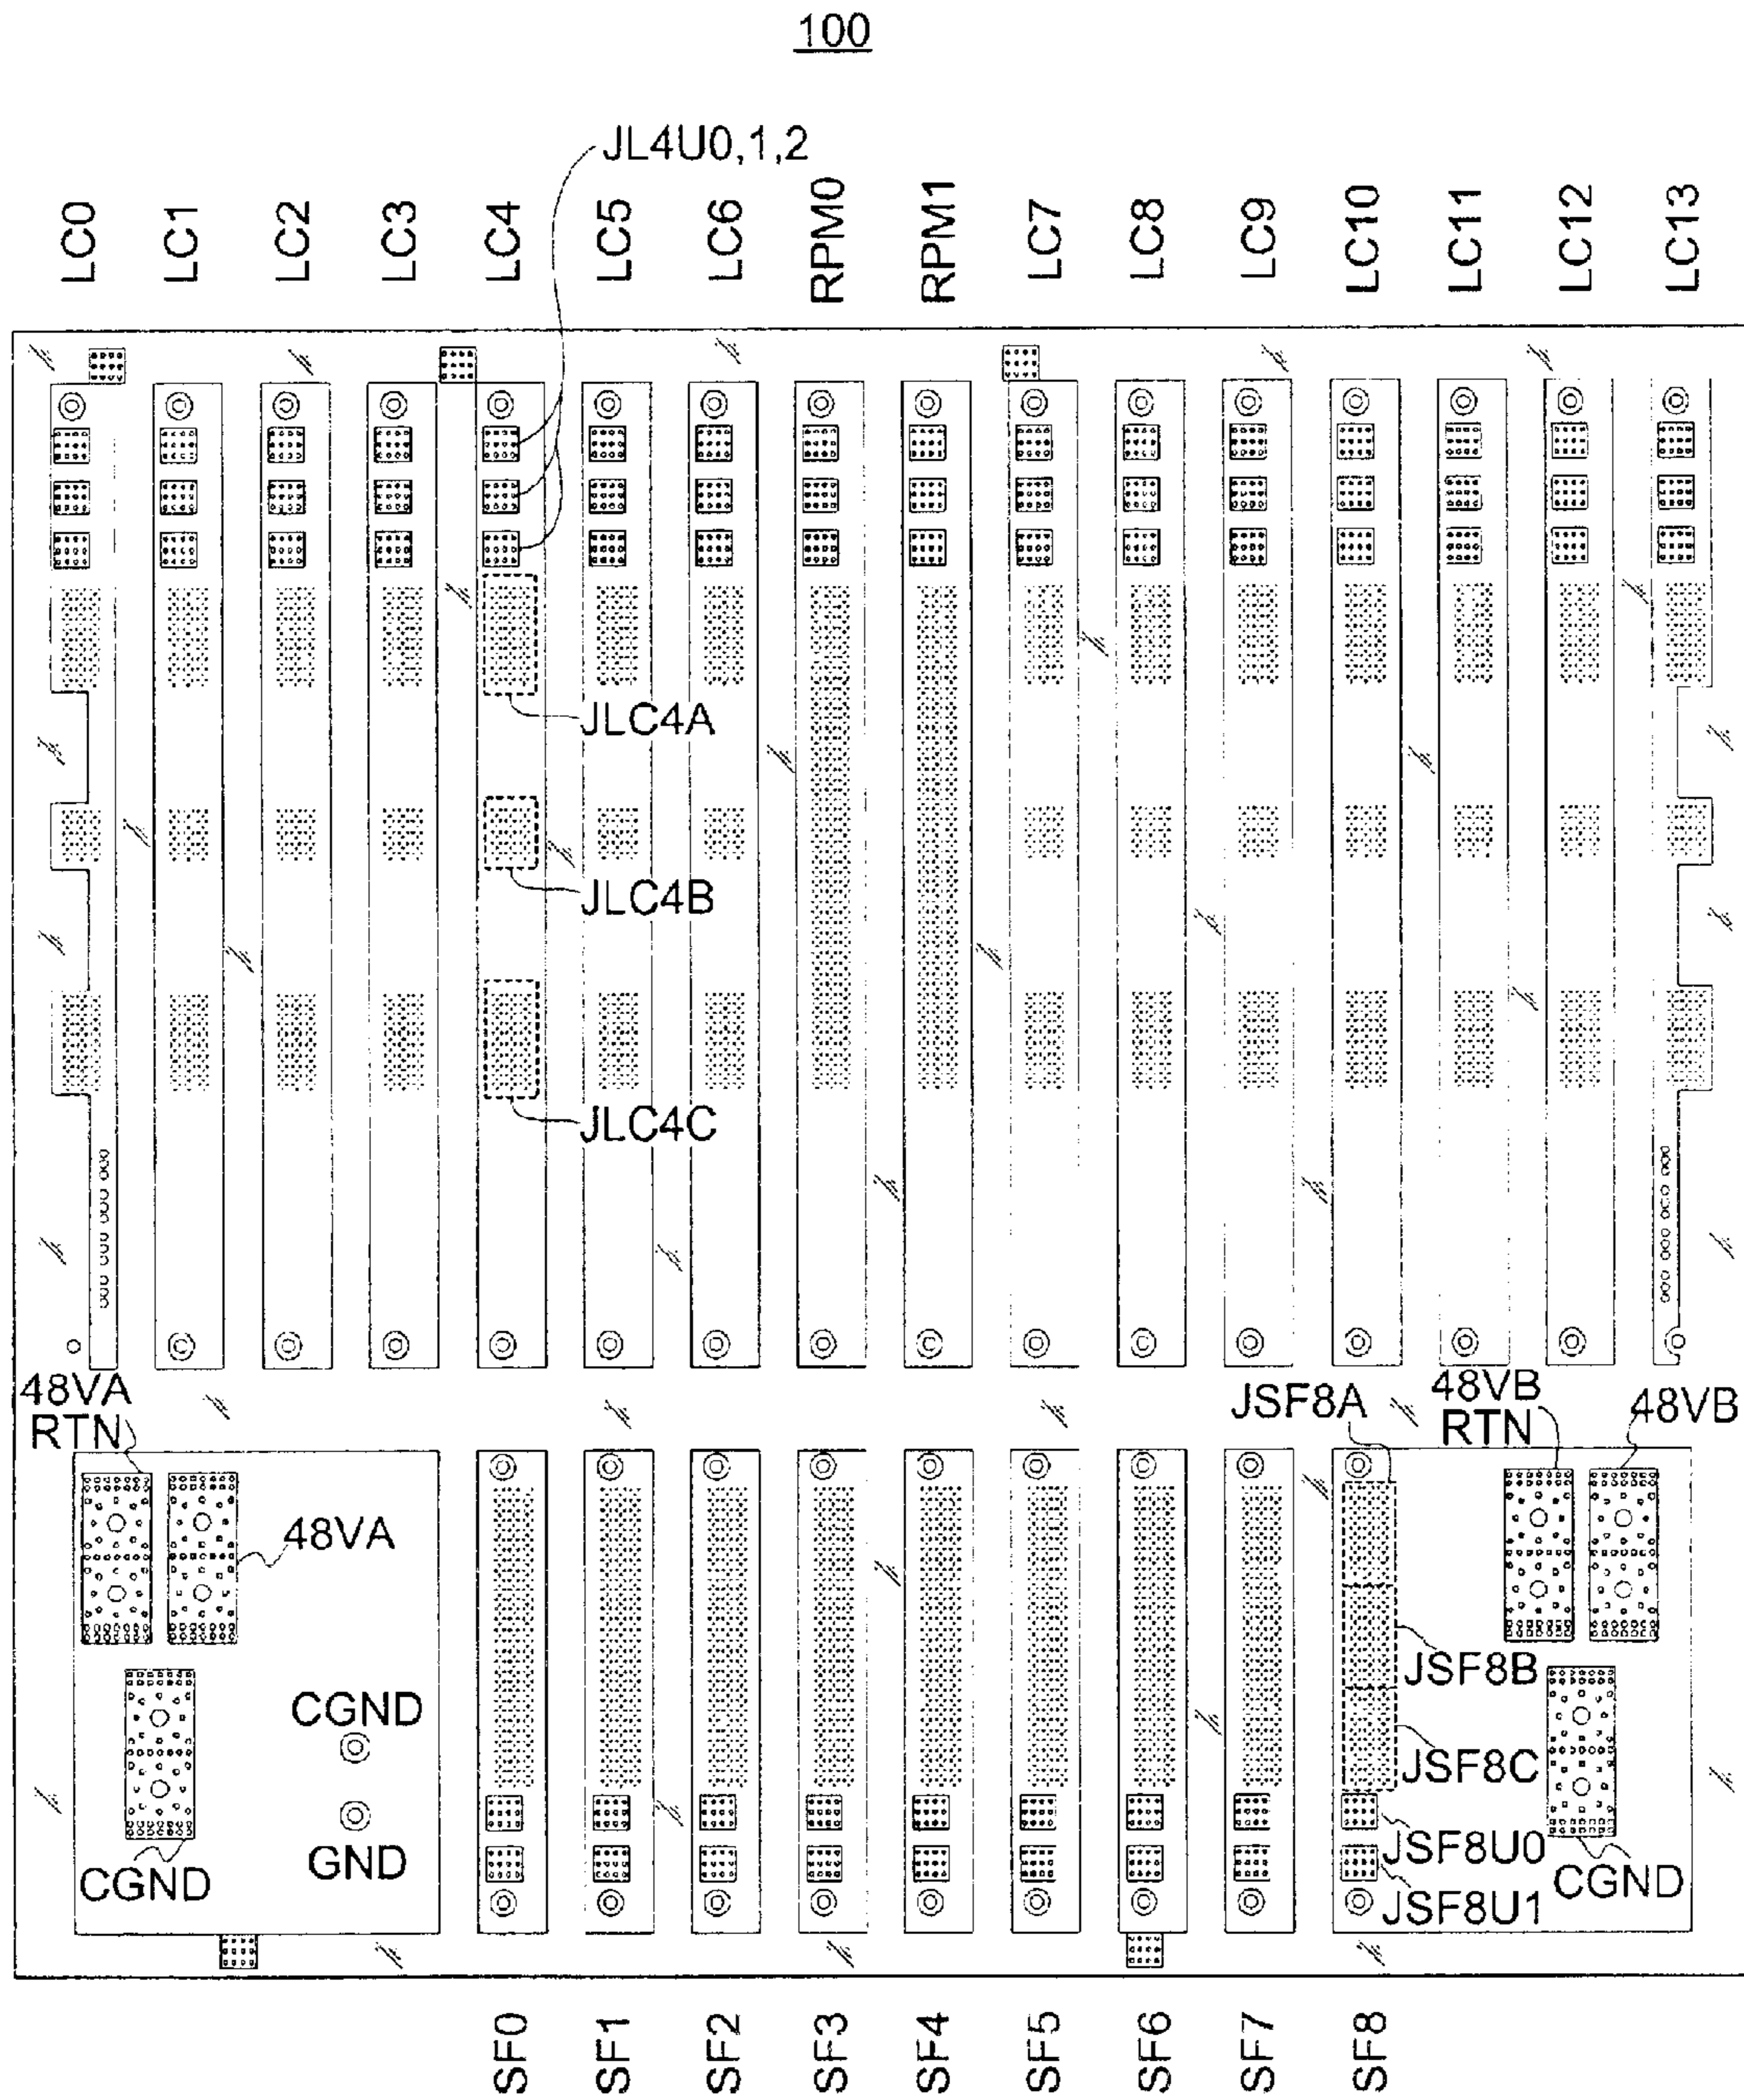 100
JL4U0,1,2
LC0
LC1
LC2
LC3
LC4
LC5
LC6
RPM0
RPM1
LC7
LC8
LC9
LC10
LC11
LC12
LC13
JLC4A
JLC4B
JLC4C
48VA
RTN
48VA
JSF8A
48VB
RTN
48VB
CGND
GND
CGND
JSF8B
JSF8C
JSF8U0
JSF8U1
CGND
SF0
SF1
SF2
SF3
SF4
SF5
SF6
SF7
SF8